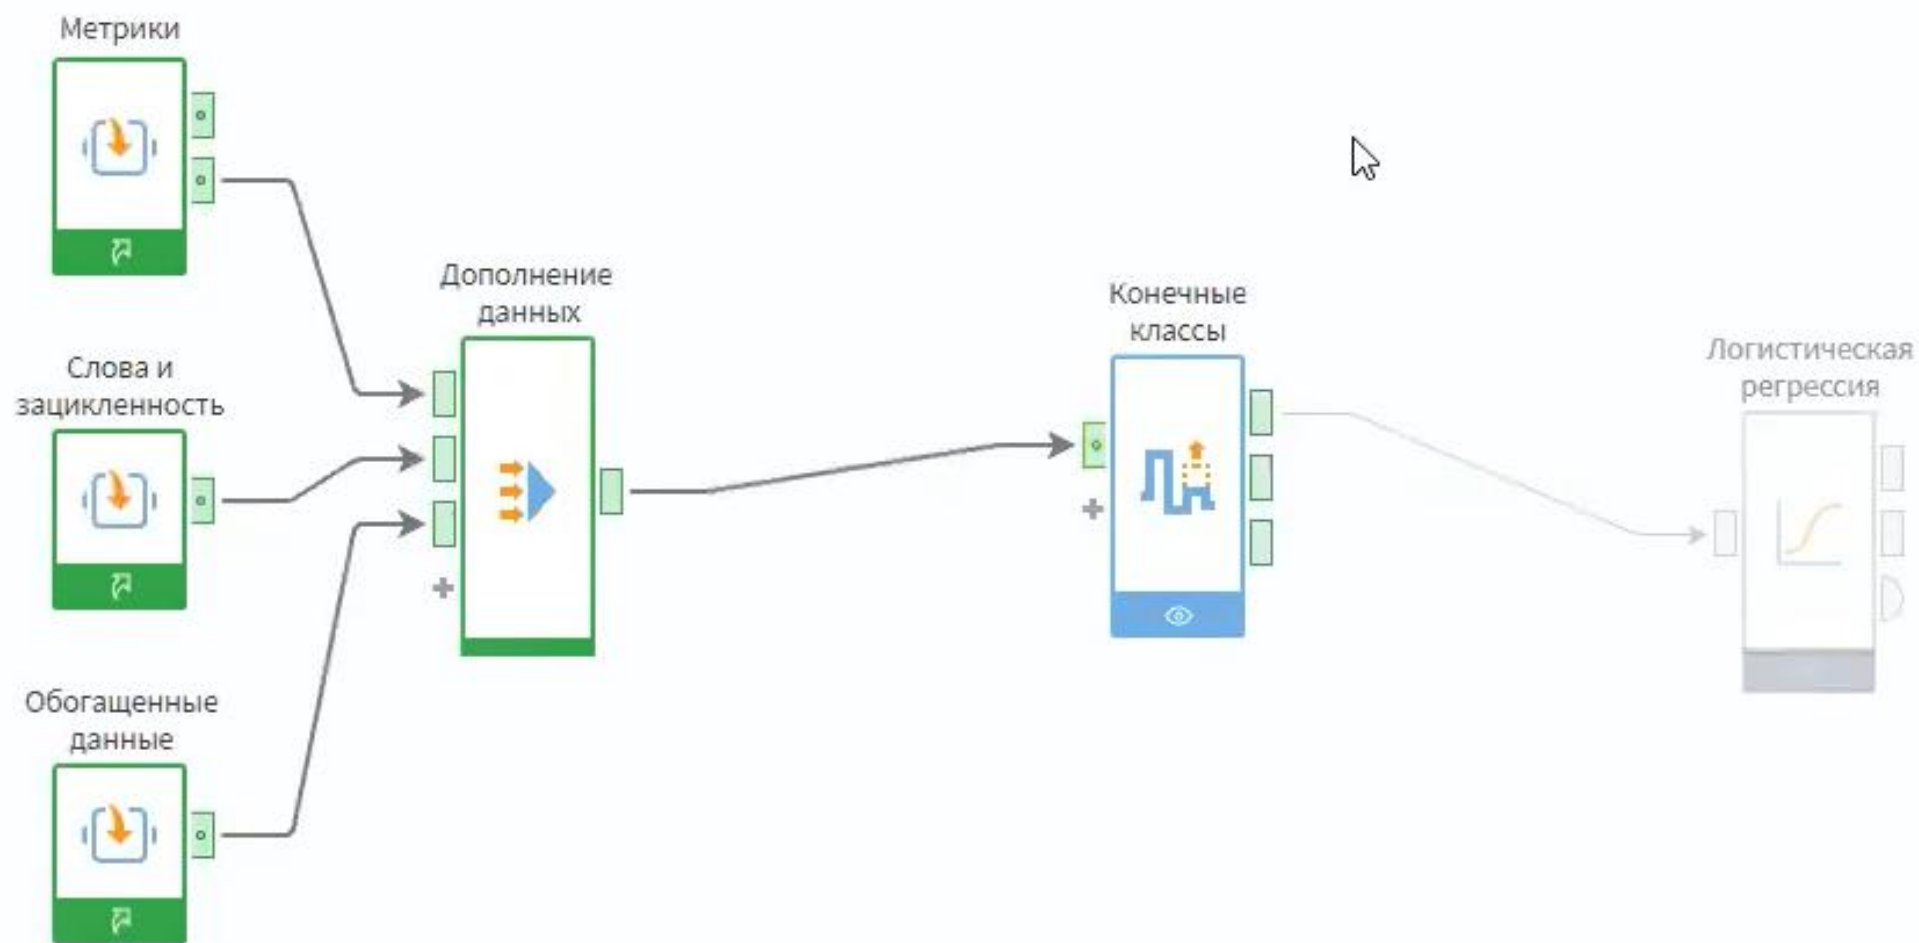 Метрики
Слова и
зацикленность
Обогащенные
данные
Дополнение
данных
Конечные
классы
Логистическая
регрессия